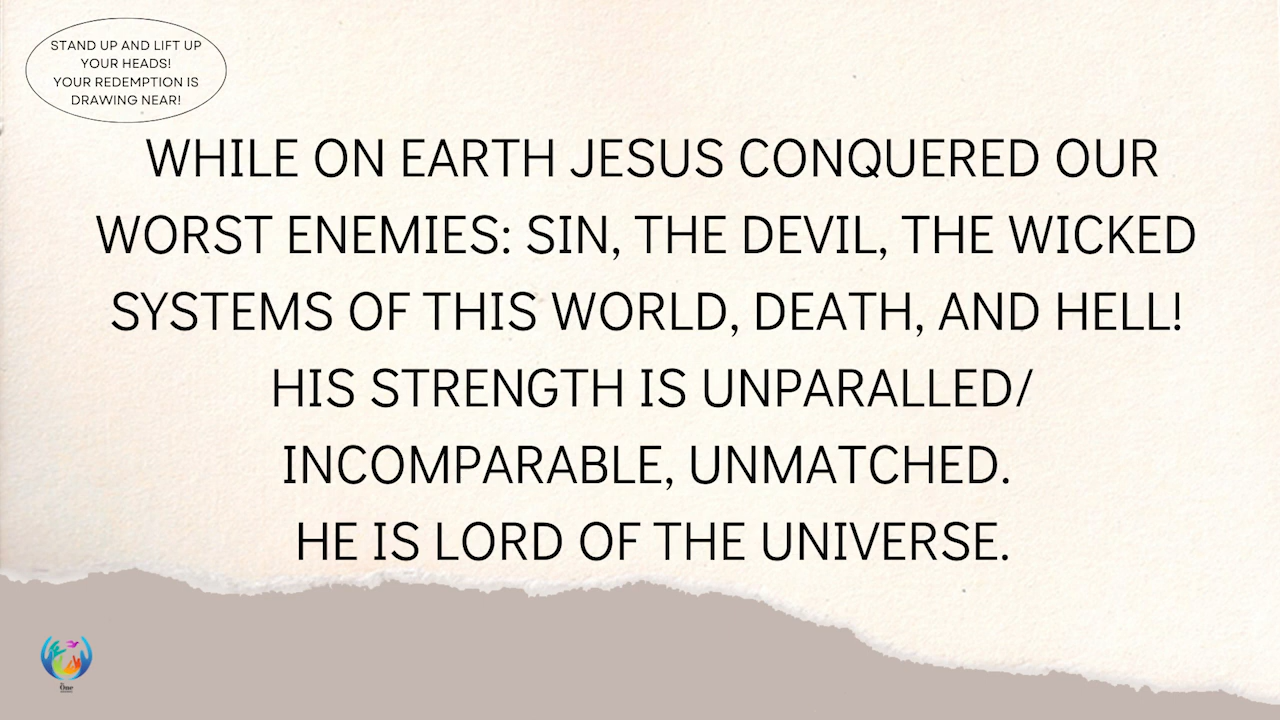 STAND UP AND LIFT UP
YOUR HEADS!
YOUR REDEMPTION IS
DRAWING NEAR!
WHILE ON EARTH JESUS CONQUERED OUR
WORST ENEMIES: SIN, THE DEVIL, THE WICKED
SYSTEMS OF THIS WORLD, DEATH, AND HELL!
HIS STRENGTH IS UNPARALLED/
INCOMPARABLE, UNMATCHED.
HE IS LORD OF THE UNIVERSE.
One